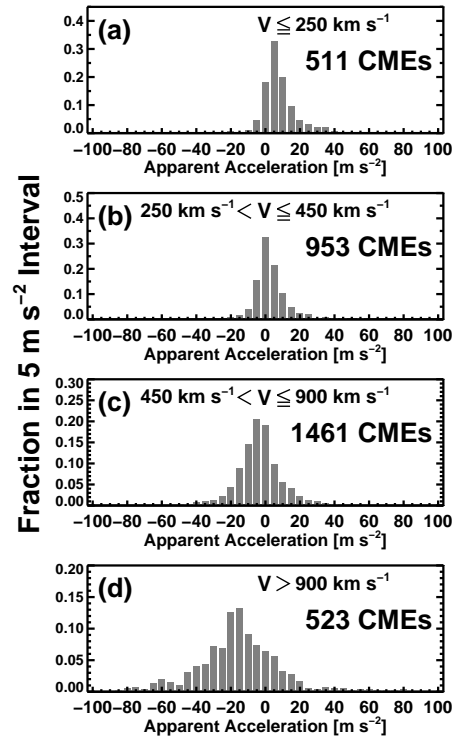 Fraction in 5 m s⁻² Interval
(a)
V ≦ 250 km s⁻¹
511 CMEs
0.4
0.3
0.2
0.1
0.0
−100 −80 −60 −40 −20 0 20 40 60 80 100
Apparent Acceleration [m s⁻²]
(b)
250 km s⁻¹ < V ≦ 450 km s⁻¹
953 CMEs
0.5
0.4
0.3
0.2
0.1
0.0
−100 −80 −60 −40 −20 0 20 40 60 80 100
Apparent Acceleration [m s⁻²]
(c)
450 km s⁻¹ < V ≦ 900 km s⁻¹
1461 CMEs
0.30
0.25
0.20
0.15
0.10
0.05
0.00
−100 −80 −60 −40 −20 0 20 40 60 80 100
Apparent Acceleration [m s⁻²]
(d)
V > 900 km s⁻¹
523 CMEs
0.20
0.15
0.10
0.05
0.00
−100 −80 −60 −40 −20 0 20 40 60 80 100
Apparent Acceleration [m s⁻²]